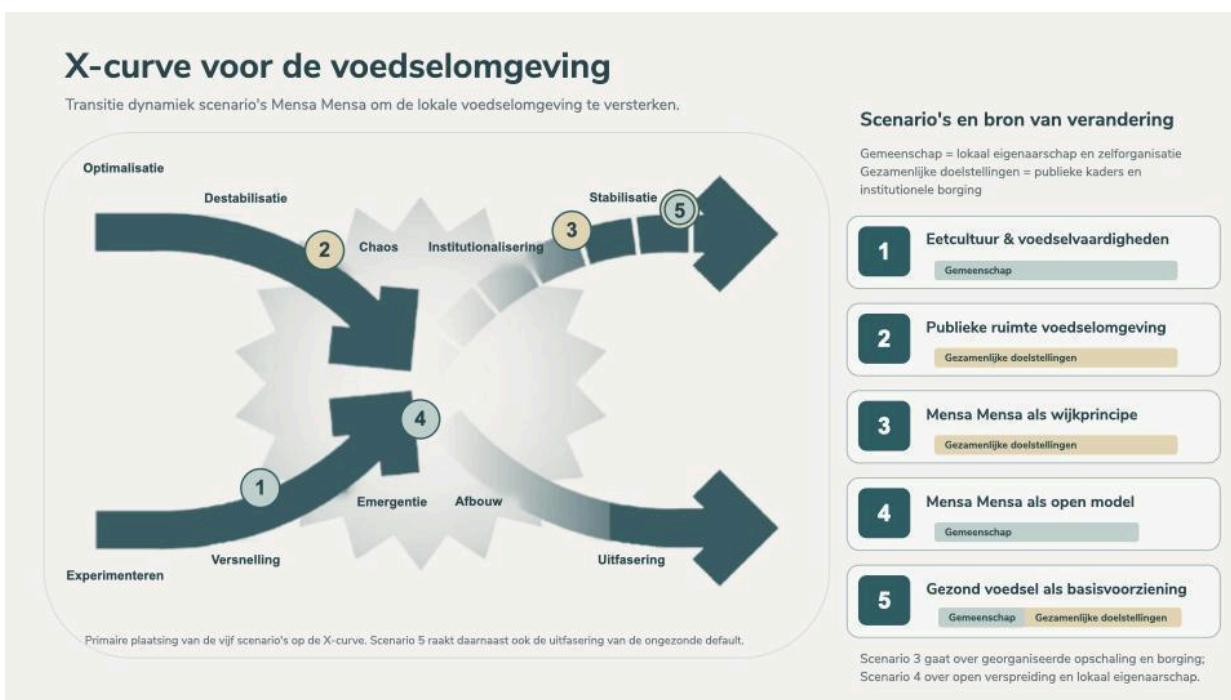 X-curve voor de voedselomgeving
Transitie dynamiek scenario's Mensa Mensa om de lokale voedselomgeving te versterken.
Optimalisatie
Destabilisatie
Chaos
Institutionalisering
Stabilisatie
2
3
5
4
1
Emergentie
Afbouw
Versnelling
Uitfasering
Experimenteren
Primaire plaatsing van de vijf scenario's op de X-curve. Scenario 5 raakt daarnaast ook de uitfasering van de ongezonde default.
Scenario's en bron van verandering
Gemeenschap = lokaal eigenaarschap en zelforganisatie
Gezamenlijke doelstellingen = publieke kaders en
institutionele borging
1
Eetcultuur & voedselvaardigheden
Gemeenschap
2
Publieke ruimte voedselomgeving
Gezamenlijke doelstellingen
3
Mensa Mensa als wijkprincipe
Gezamenlijke doelstellingen
4
Mensa Mensa als open model
Gemeenschap
5
Gezond voedsel als basisvoorziening
Gemeenschap
Gezamenlijke doelstellingen
Scenario 3 gaat over georganiseerde opschaling en borging;
Scenario 4 over open verspreiding en lokaal eigenaarschap.